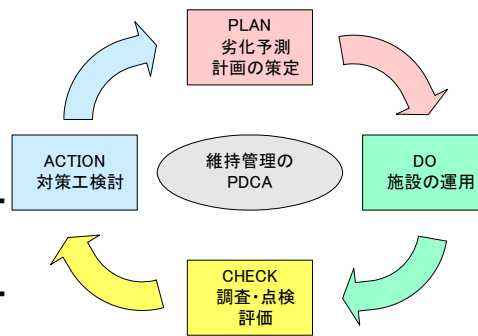 PLAN
劣化予測
計画の策定
ACTION
対策工検討
維持管理の
PDCA
DO
施設の運用
CHECK
調査・点検
評価